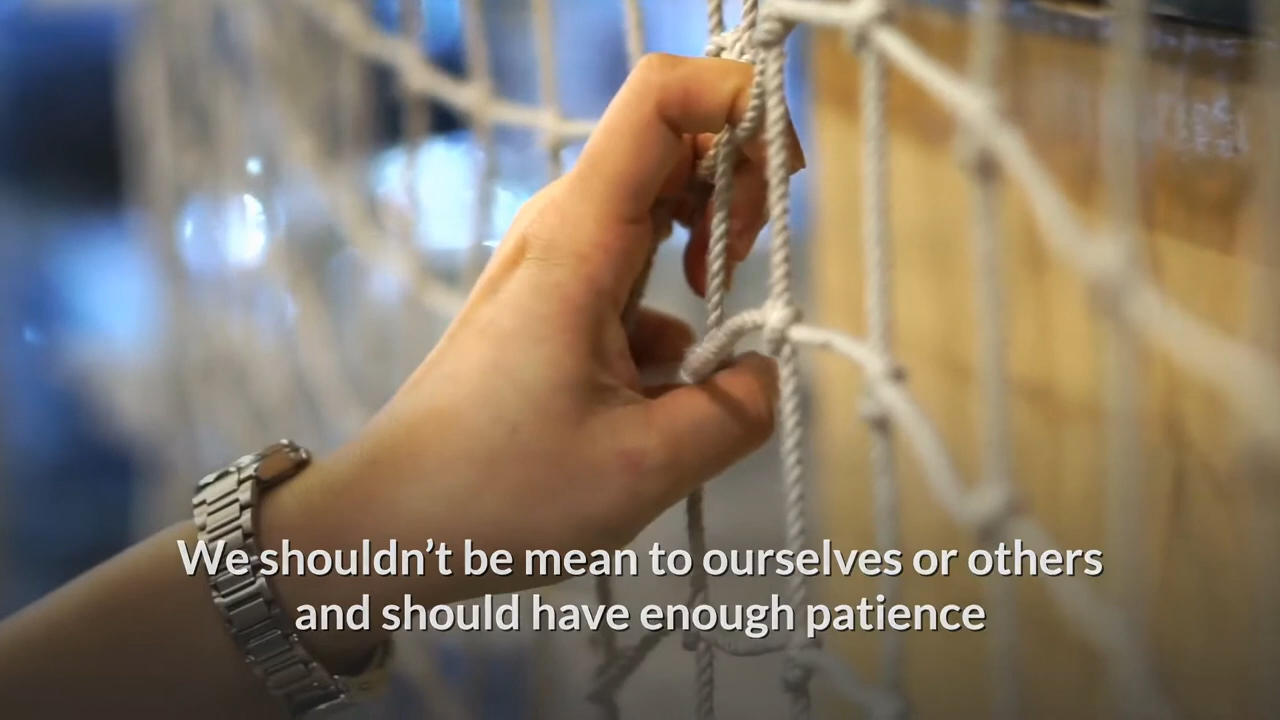 We shouldn’t be mean to ourselves or others
and should have enough patience